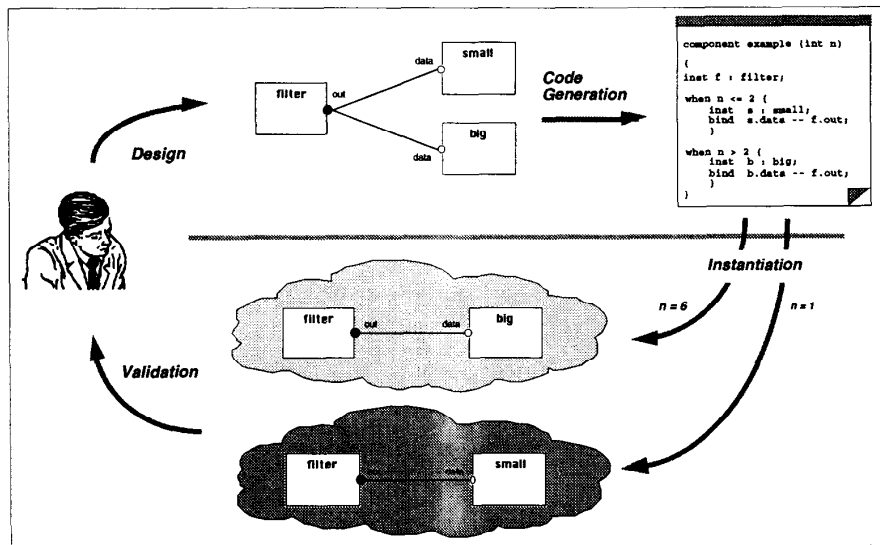 small
data
filter
out
Code
Generation
data
big
Design
component example (int n)
{
inst f : filter;
when n <= 2 {
inst s : small;
bind s.data -- f.out;
}
when n > 2 {
inst b : big;
bind b.data -- f.out;
}
}
Instantiation
n = 6
n = 1
filter
out
data
big
Validation
filter
data
small